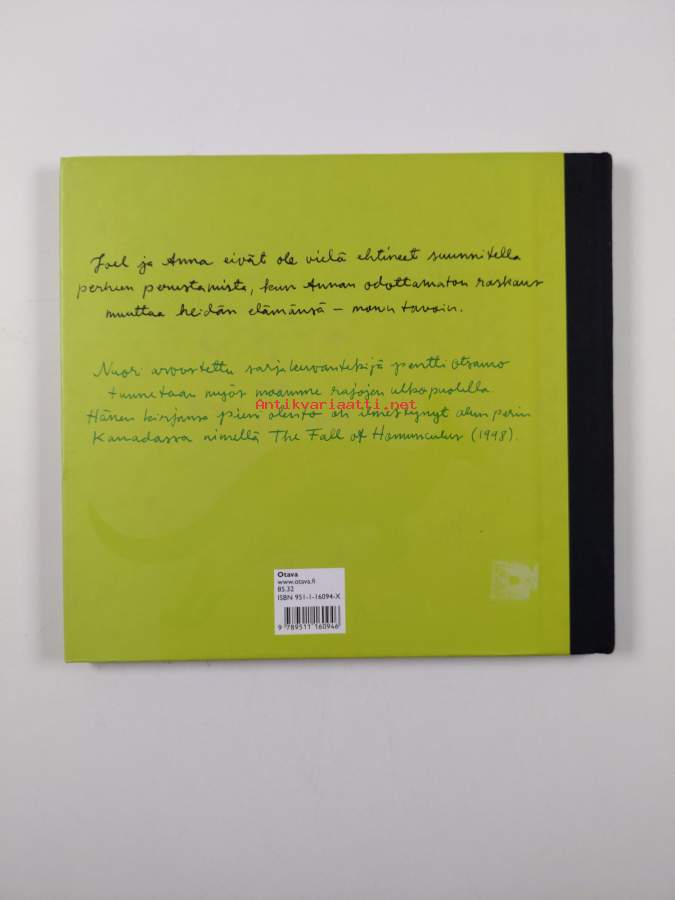 Joel ja Anna eivät ole vielä ehtineet suunnitella
perheen perustamista, kun Annan odottamaton raskaus
muuttaa heidän elämänsä – monin tavoin.
Nuori arvostettu sarjakuvantekijä pentti otsamo
tunnetaan myös maamme rajojen ulkopuolella.
Antikvariaatti.net
Hänen kirjansa pieni olento on ilmestynyt alun perin
Kanadassa nimellä The Fall of Homunculus (1998).
Otava
www.otava.fi
85.32
ISBN 951-1-16094-X
9 789511 160946